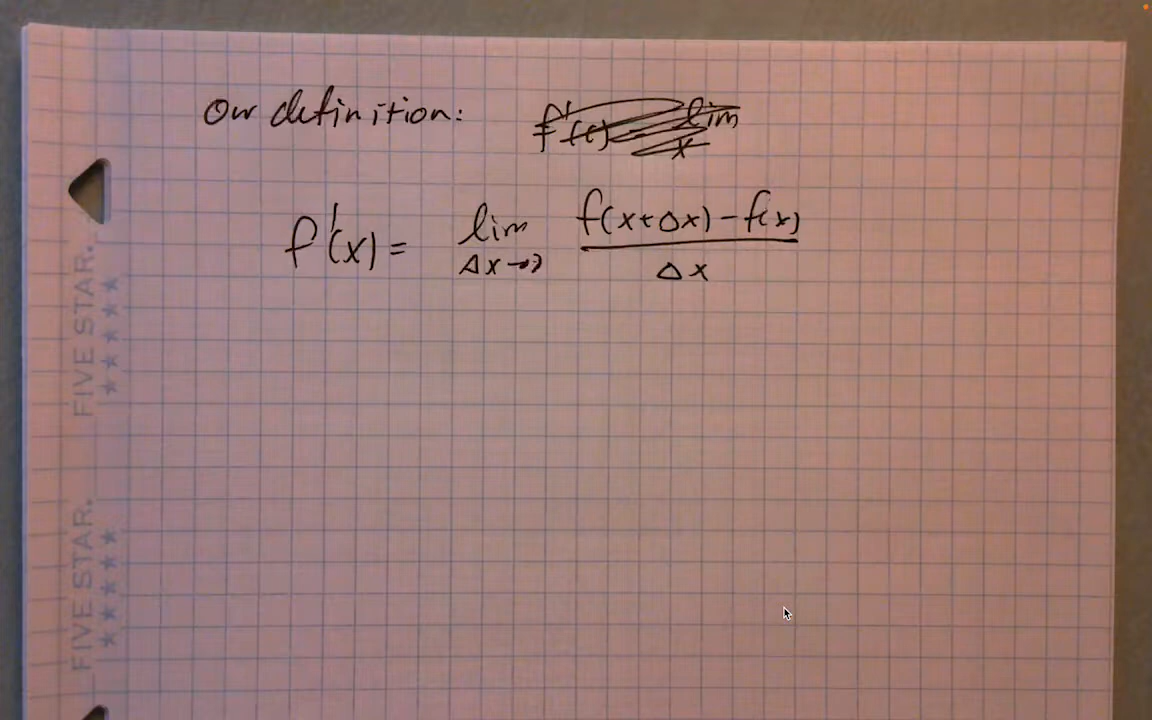 Our definition:
f'(x) = lim f(x+Δx) - f(x)
Δx→0 Δx
FIVE STAR.
FIVE STAR.